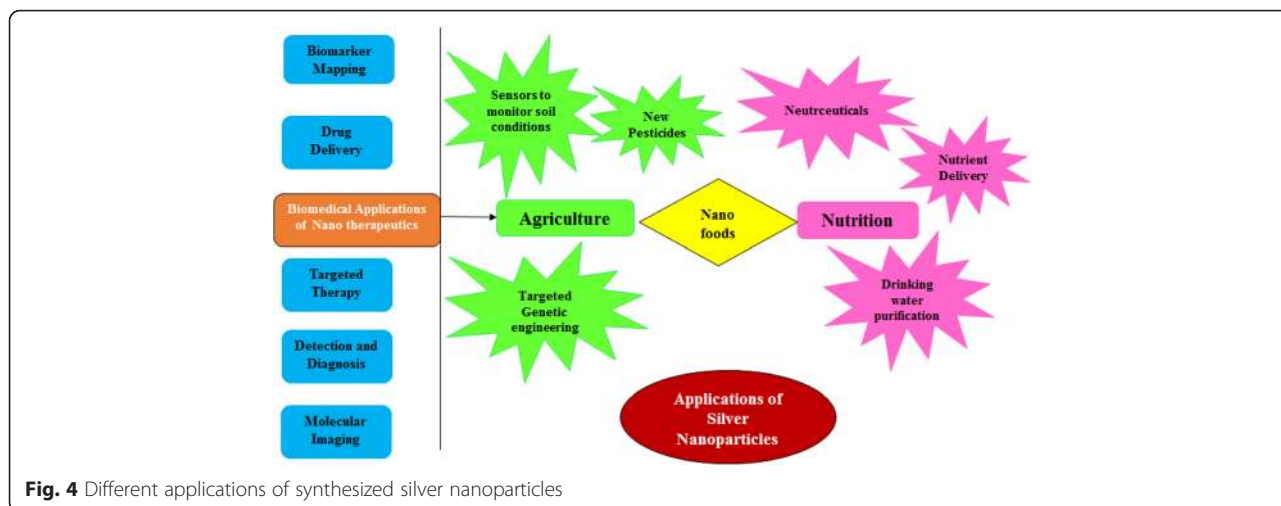 Biomarker
Mapping
Drug
Delivery
Biomedical Applications
of Nano therapeutics
Targeted
Therapy
Detection and
Diagnosis
Molecular
Imaging
Sensors to
monitor soil
conditions
New
Pesticides
Agriculture
Targeted
Genetic
engineering
Nano
foods
Neutrceuticals
Nutrient
Delivery
Nutrition
Drinking
water
purification
Applications of
Silver
Nanoparticles
Fig. 4 Different applications of synthesized silver nanoparticles